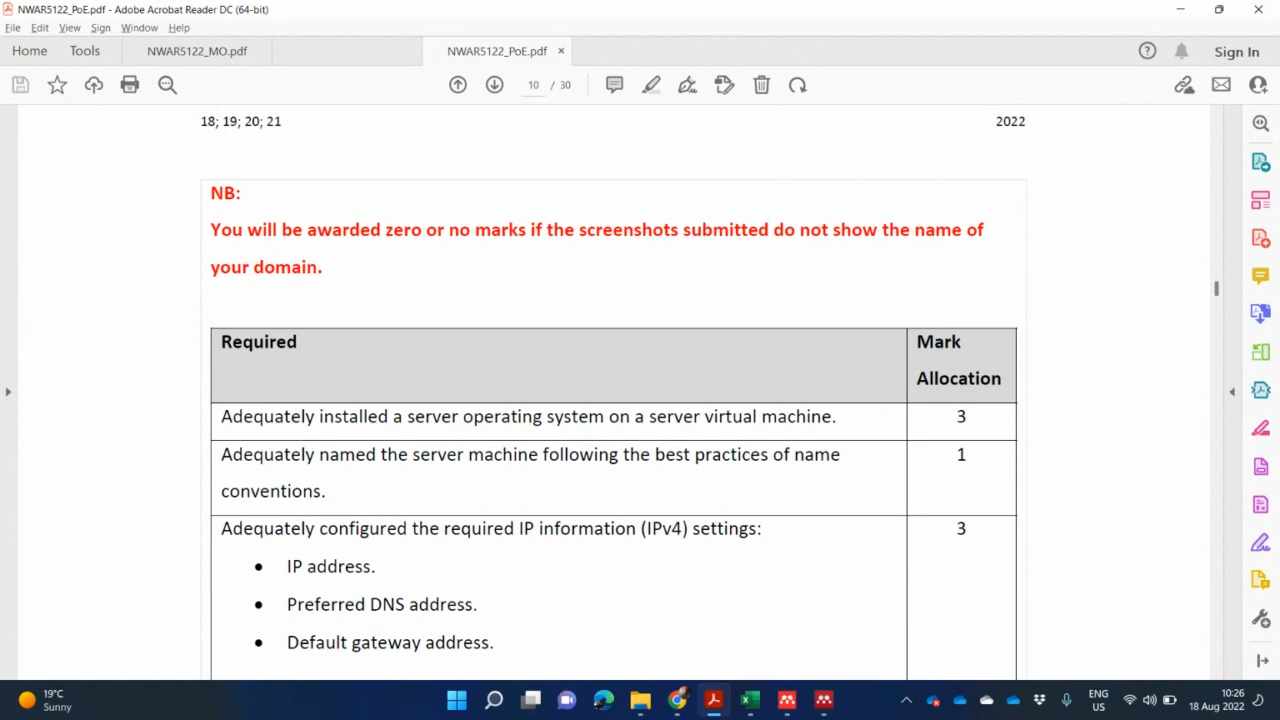 NWAR5122_PoE.pdf - Adobe Acrobat Reader DC (64-bit)
File Edit View Sign Window Help
Home Tools NWAR5122_MO.pdf NWAR5122_PoE.pdf × Sign In
10 / 30
18; 19; 20; 21 2022
NB:
You will be awarded zero or no marks if the screenshots submitted do not show the name of
your domain.
Required Mark
Allocation
Adequately installed a server operating system on a server virtual machine. 3
Adequately named the server machine following the best practices of name 1
conventions.
Adequately configured the required IP information (IPv4) settings: 3
• IP address.
• Preferred DNS address.
• Default gateway address.
19°C
Sunny
ENG
US
10:26
18 Aug 2022